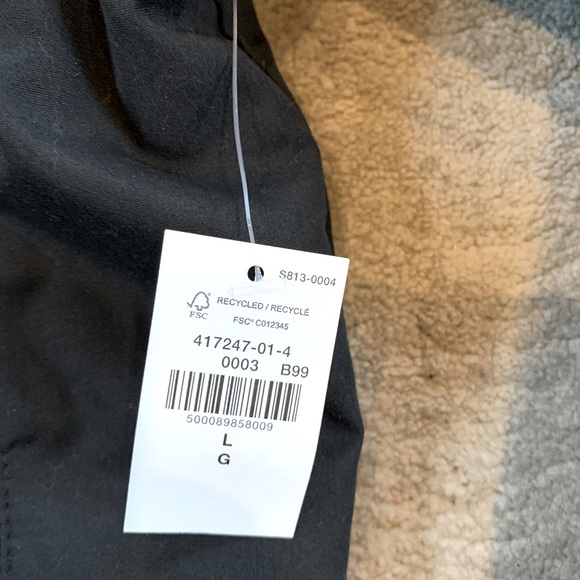 S813-0004
RECYCLED / RECYCLÉ
FSC
FSC® C012345
417247-01-4
0003 B99
500089858009
L
G